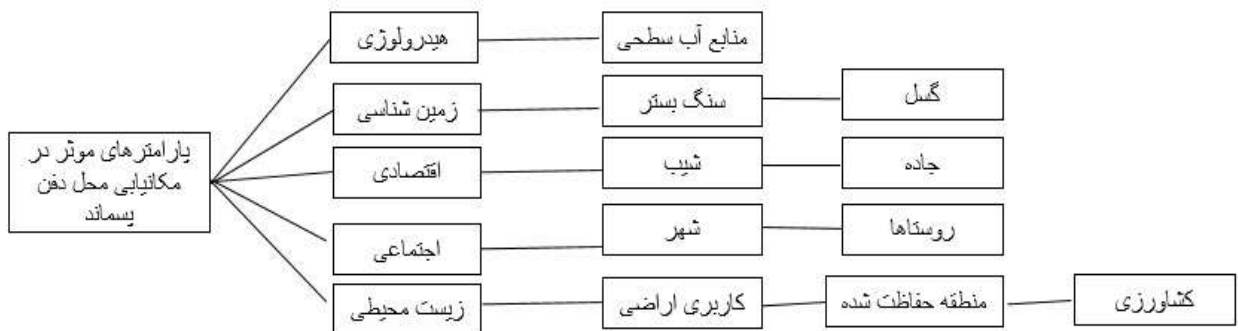 پارامترهای موثر در
مکانیابی محل دفن
پسماند
هیدرولوژی
منابع آب سطحی
زمین شناسی
سنگ بستر
گسل
اقتصادی
شیب
جاده
اجتماعی
شهر
روستاها
زیست محیطی
کاربری اراضی
منطقه حفاظت شده
کشاورزی